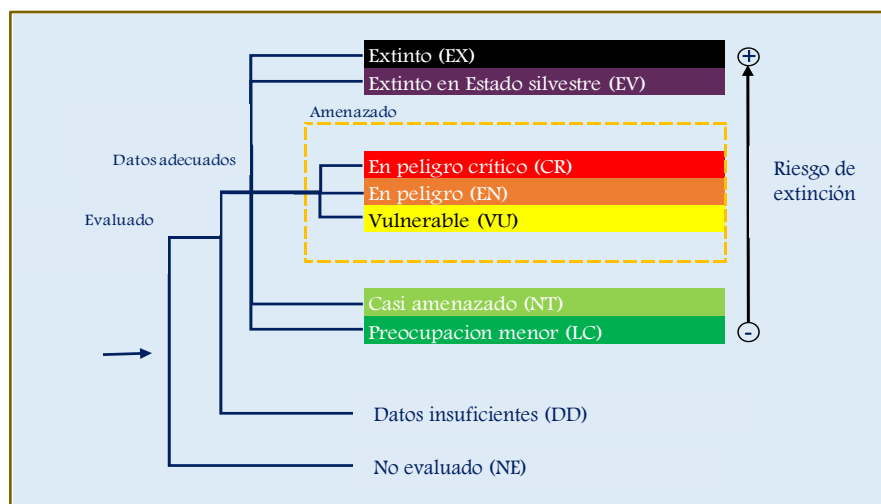 Extinto (EX)
Extinto en Estado silvestre (EV)
Amenazado
Datos adecuados
En peligro crítico (CR)
En peligro (EN)
Vulnerable (VU)
Evaluado
Casi amenazado (NT)
Preocupacion menor (LC)
Datos insuficientes (DD)
No evaluado (NE)
+
Riesgo de
extinción
-